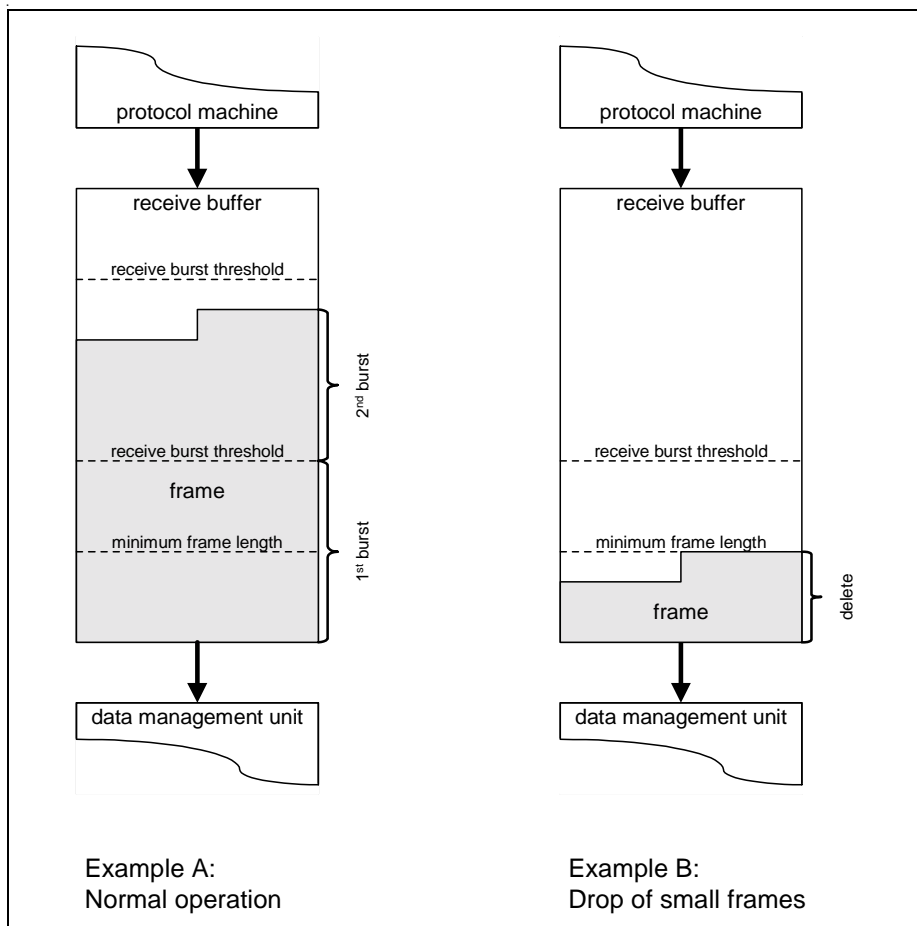 protocol machine
receive buffer
receive burst threshold
2nd burst
receive burst threshold
frame
minimum frame length
1st burst
data management unit
Example A:
Normal operation
protocol machine
receive buffer
receive burst threshold
minimum frame length
frame
delete
data management unit
Example B:
Drop of small frames